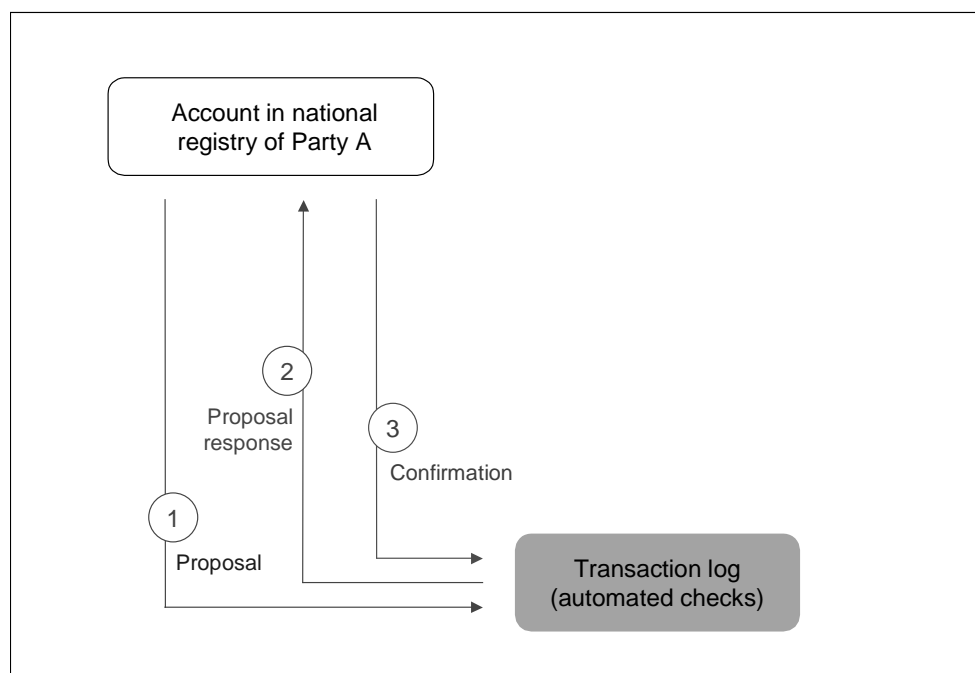 Account in national
registry of Party A
2
Proposal
response
3
Confirmation
1
Proposal
Transaction log
(automated checks)